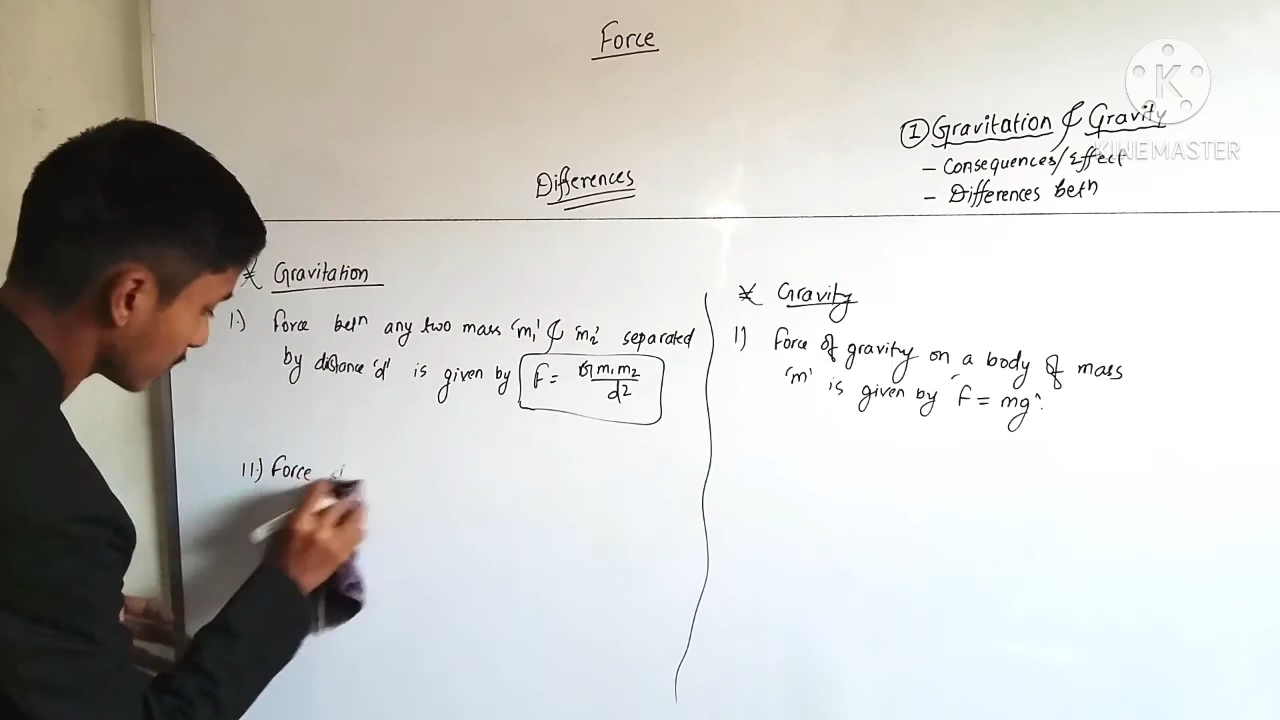 Force
① Gravitation & Gravity
- Consequences/Effect
- Differences betn
Differences
* Gravitation
1.) Force betn any two mass 'm₁' & 'm₂' separated
by distance 'd' is given by F = Gm₁m₂/d²
11.) Force
* Gravity
1) Force of gravity on a body of mass
'm' is given by F = mg.
K
KINEMASTER